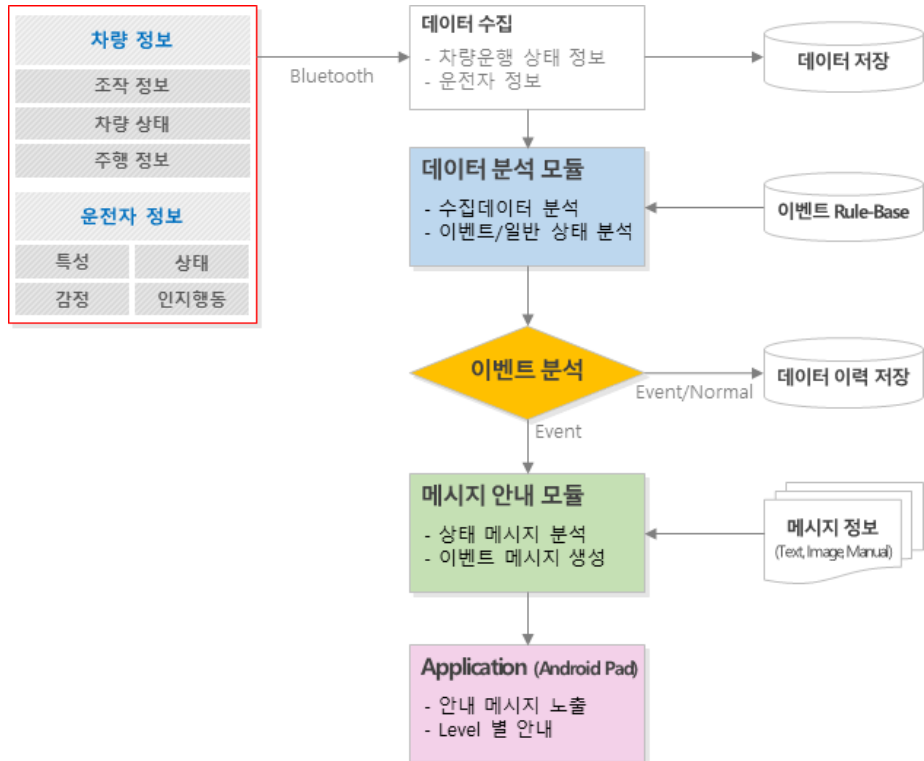 차량 정보
조작 정보
차량 상태
주행 정보
운전자 정보
특성
상태
감정
인지행동
Bluetooth
데이터 수집
- 차량운행 상태 정보
- 운전자 정보
데이터 저장
데이터 분석 모듈
- 수집데이터 분석
- 이벤트/일반 상태 분석
이벤트 Rule-Base
이벤트 분석
Event/Normal
데이터 이력 저장
Event
메시지 안내 모듈
- 상태 메시지 분석
- 이벤트 메시지 생성
메시지 정보
(Text, Image, Manual)
Application (Android Pad)
- 안내 메시지 노출
- Level 별 안내